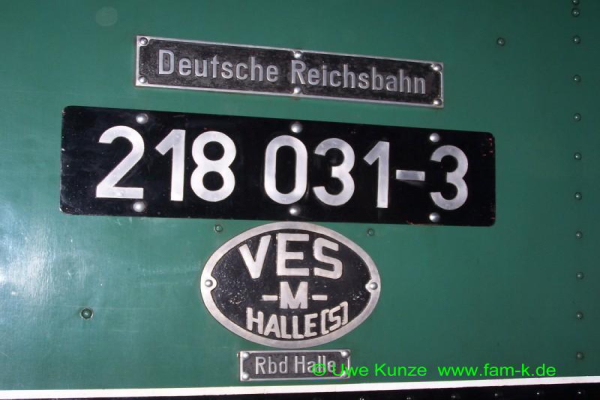 Deutsche Reichsbahn
218 031-3
VES
-M-
HALLE(S)
Rbd Halle
© Uwe Kunze www.fam-k.de